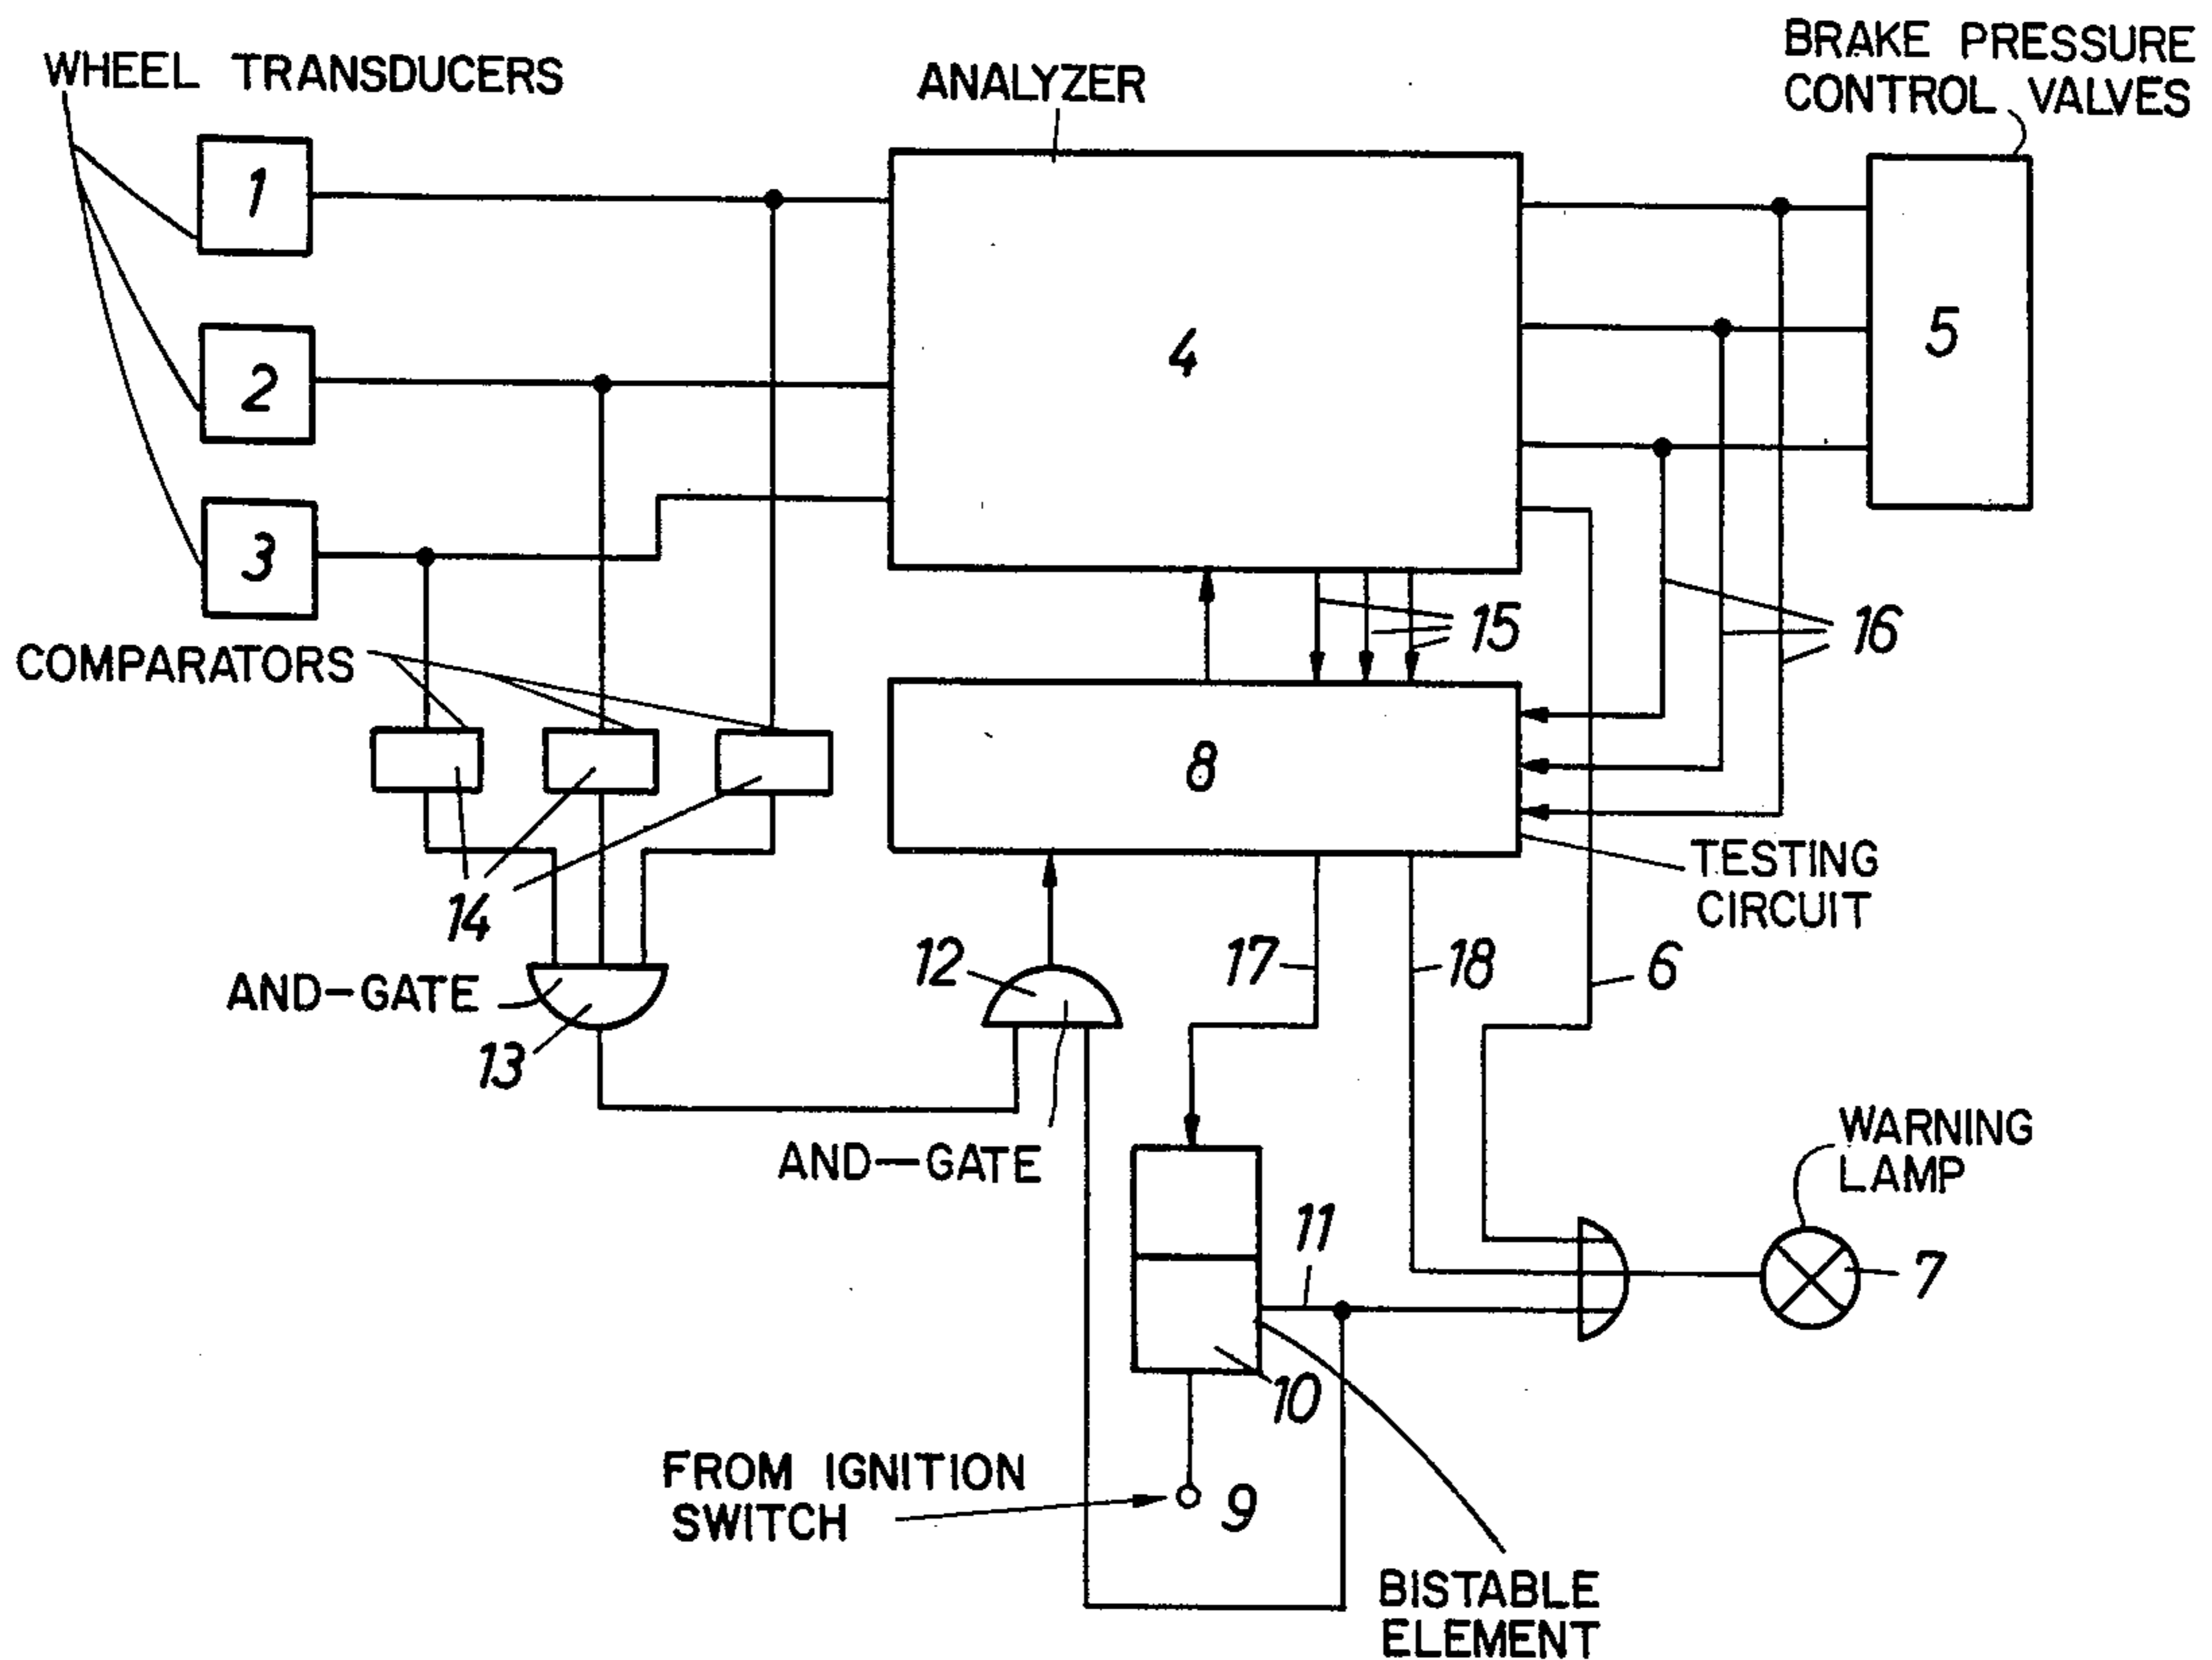 WHEEL TRANSDUCERS
ANALYZER
BRAKE PRESSURE
CONTROL VALVES
1
2
3
4
5
COMPARATORS
15
16
8
TESTING
CIRCUIT
14
AND-GATE
13
12
17
18
6
AND-GATE
WARNING
LAMP
11
7
10
FROM IGNITION
SWITCH
9
BISTABLE
ELEMENT